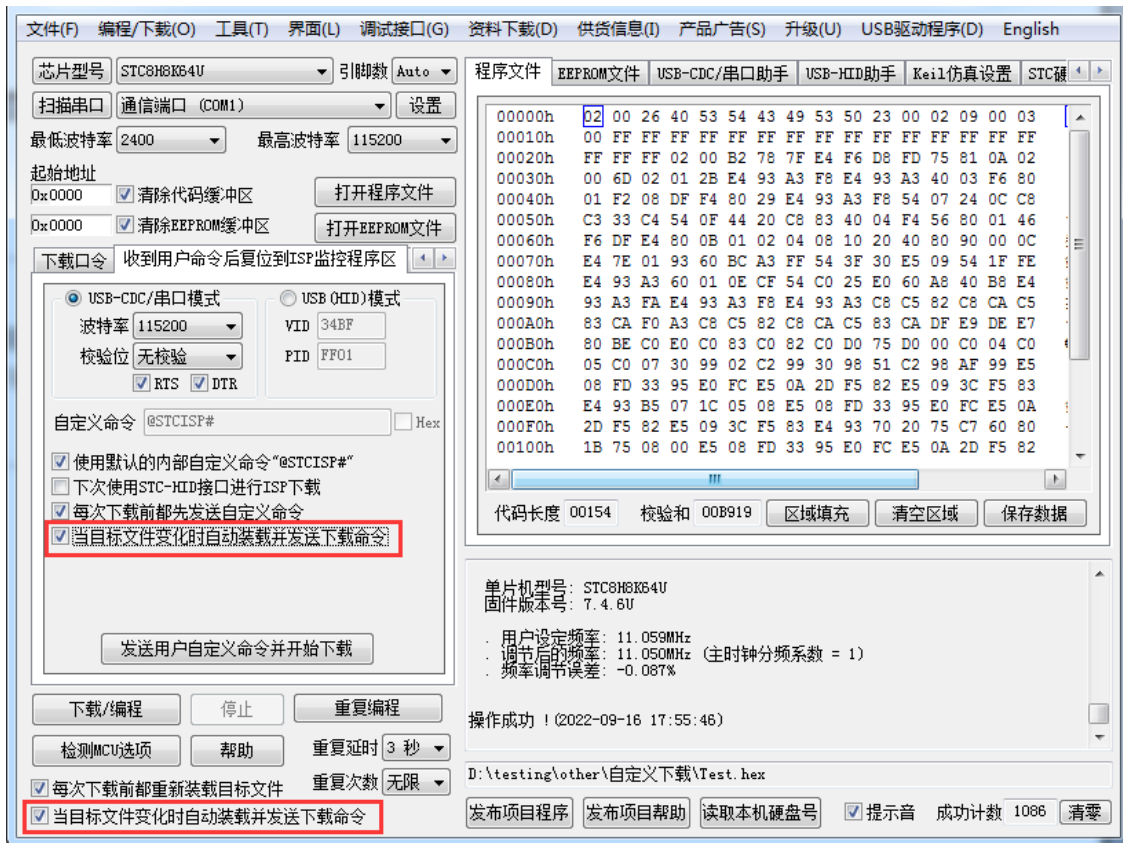 文件(F) 编程/下载(O) 工具(T) 界面(L) 调试接口(G) 资料下载(D) 供货信息(I) 产品广告(S) 升级(U) USB驱动程序(D) English
芯片型号 STC8H8K64U 引脚数 Auto
扫描串口 通信端口 (COM1) 设置
最低波特率 2400 最高波特率 115200
起始地址
0x0000 清除代码缓冲区 打开程序文件
0x0000 清除EEPROM缓冲区 打开EEPROM文件
下载口令 收到用户命令后复位到ISP监控程序区
USB-CDC/串口模式 USB(HID)模式
波特率 115200 VID 34BF
校验位 无校验 PID FF01
RTS DTR
自定义命令 @STCISP# Hex
使用默认的内部自定义命令"@STCISP#"
下次使用STC-HID接口进行ISP下载
每次下载前都先发送自定义命令
当目标文件变化时自动装载并发送下载命令
发送用户自定义命令并开始下载
下载/编程 停止 重复编程
检测MCU选项 帮助 重复延时 3 秒
每次下载前都重新装载目标文件 重复次数 无限
当目标文件变化时自动装载并发送下载命令
程序文件 EEPROM文件 USB-CDC/串口助手 USB-HID助手 Keil仿真设置 STC硬
00000h 02 00 26 40 53 54 43 49 53 50 23 00 02 09 00 03
00010h 00 FF FF FF FF FF FF FF FF FF FF FF FF FF FF FF
00020h FF FF FF 02 00 B2 78 7F E4 F6 D8 FD 75 81 0A 02
00030h 00 6D 02 01 2B E4 93 A3 F8 E4 93 A3 40 03 F6 80
00040h 01 F2 08 DF F4 80 29 E4 93 A3 F8 54 07 24 0C C8
00050h C3 33 C4 54 0F 44 20 C8 83 40 04 F4 56 80 01 46
00060h F6 DF E4 80 0B 01 02 04 08 10 20 40 80 90 00 0C
00070h E4 7E 01 93 60 BC A3 FF 54 3F 30 E5 09 54 1F FE
00080h E4 93 A3 60 01 0E CF 54 C0 25 E0 60 A8 40 B8 E4
00090h 93 A3 FA E4 93 A3 F8 E4 93 A3 C8 C5 82 C8 CA C5
000A0h 83 CA F0 A3 C8 C5 82 C8 CA C5 83 CA DF E9 DE E7
000B0h 80 BE C0 E0 C0 83 C0 82 C0 D0 75 D0 00 C0 04 C0
000C0h 05 C0 07 30 99 02 C2 99 30 98 51 C2 98 AF 99 E5
000D0h 08 FD 33 95 E0 FC E5 0A 2D F5 82 E5 09 3C F5 83
000E0h E4 93 B5 07 1C 05 08 E5 08 FD 33 95 E0 FC E5 0A
000F0h 2D F5 82 E5 09 3C F5 83 E4 93 70 20 75 C7 60 80
00100h 1B 75 08 00 E5 08 FD 33 95 E0 FC E5 0A 2D F5 82
代码长度 00154 校验和 00B919 区域填充 清空区域 保存数据
单片机型号: STC8H8K64U
固件版本号: 7.4.6U
. 用户设定频率: 11.059MHz
. 调节后的频率: 11.050MHz (主时钟分频系数 = 1)
. 频率调节误差: -0.087%
操作成功 !(2022-09-16 17:55:46)
D:\testing\other\自定义下载\Test.hex
发布项目程序 发布项目帮助 读取本机硬盘号 提示音 成功计数 1086 清零